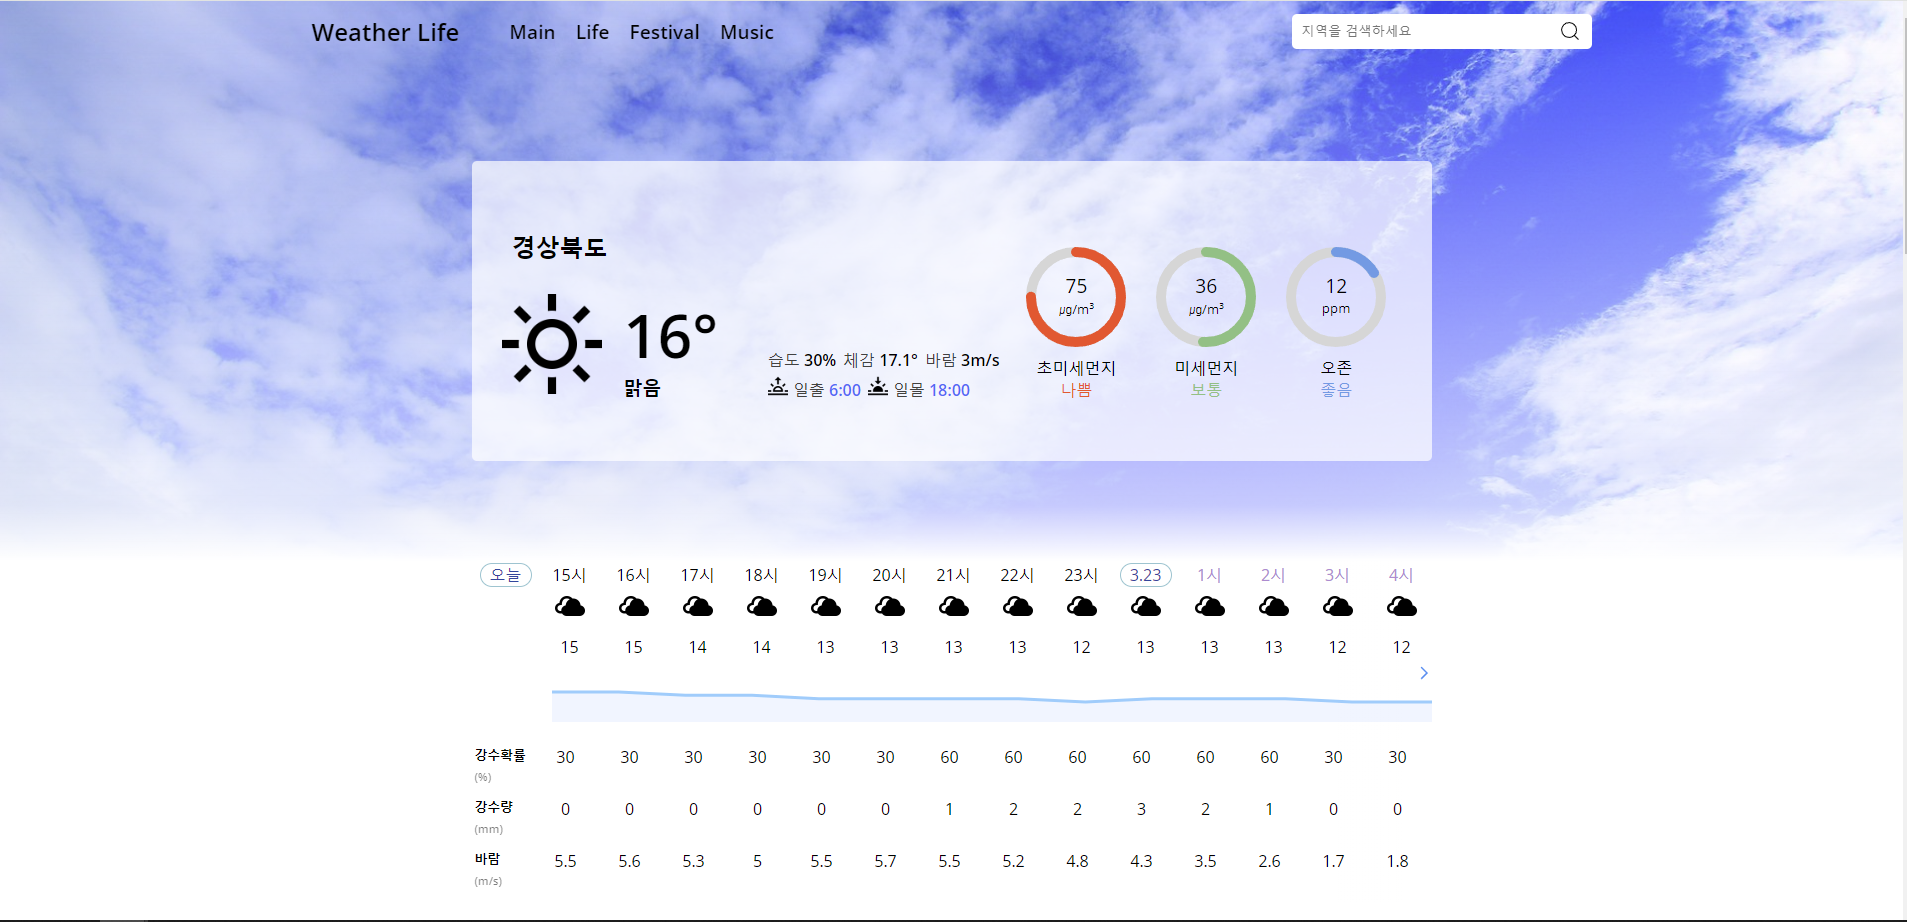 Weather Life Main Life Festival Music 지역을 검색하세요
경상북도
16°
맑음
습도 30% 체감 17.1° 바람 3m/s
일출 6:00 일몰 18:00
75
µg/m³
초미세먼지
나쁨
36
µg/m³
미세먼지
보통
12
ppm
오존
좋음
오늘 15시 16시 17시 18시 19시 20시 21시 22시 23시 3.23 1시 2시 3시 4시
15 15 14 14 13 13 13 13 12 13 13 13 12 12
강수확률 30 30 30 30 30 30 60 60 60 60 60 60 30 30
(%)
강수량 0 0 0 0 0 0 1 2 2 3 2 1 0 0
(mm)
바람 5.5 5.6 5.3 5 5.5 5.7 5.5 5.2 4.8 4.3 3.5 2.6 1.7 1.8
(m/s)